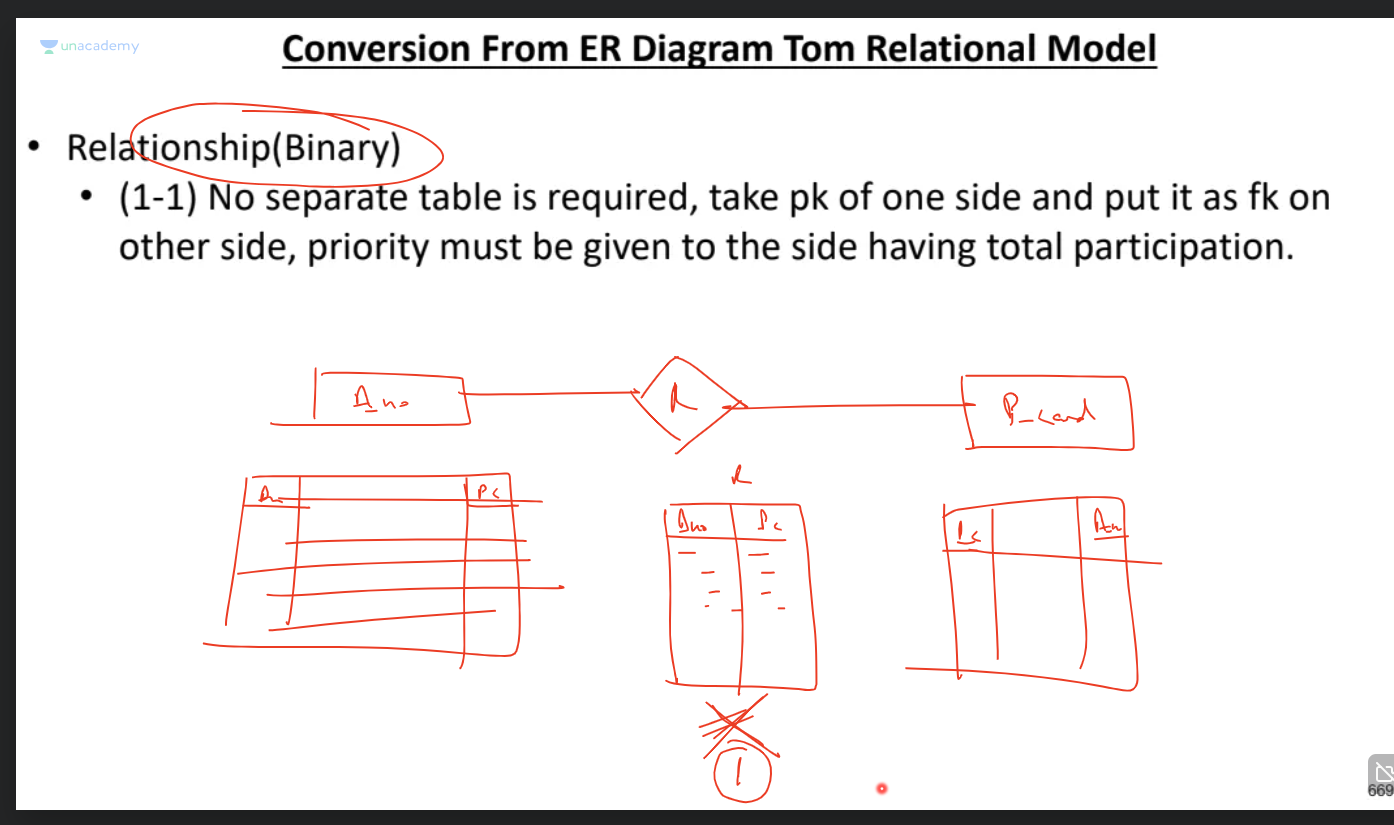 unacademy
Conversion From ER Diagram Tom Relational Model
• Relationship(Binary)
• (1-1) No separate table is required, take pk of one side and put it as fk on
other side, priority must be given to the side having total participation.
A no R P_card
R
An Pc
Ano Pc
Pc An
1
669